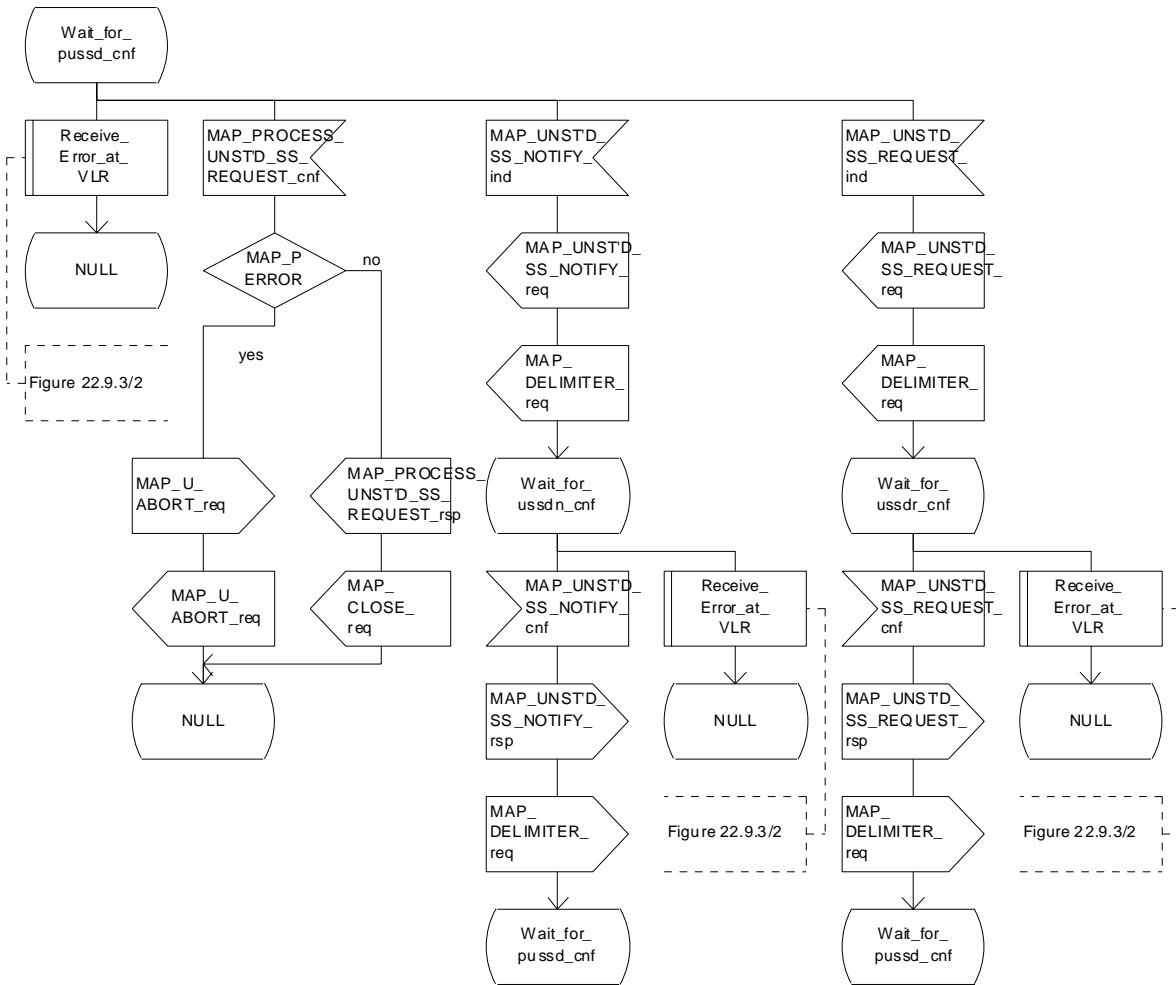 Wait_for_
pussd_cnf
Receive_
Error_at_
VLR
MAP_PROCESS_
UNST'D_SS_
REQUEST_cnf
MAP_UNST'D_
SS_NOTIFY_
ind
MAP_UNST'D_
SS_REQUEST_
ind
NULL
MAP_P
ERROR
no
MAP_UNST'D_
SS_NOTIFY_
req
MAP_UNST'D_
SS_REQUEST_
req
yes
Figure 22.9.3/2
MAP_
DELIMITER_
req
MAP_
DELIMITER_
req
MAP_U_
ABORT_req
MAP_PROCESS_
UNST'D_SS_
REQUEST_rsp
Wait_for_
ussdn_cnf
Wait_for_
ussdr_cnf
MAP_U_
ABORT_req
MAP_
CLOSE_
req
MAP_UNST'D_
SS_NOTIFY_
cnf
Receive_
Error_at_
VLR
MAP_UNST'D_
SS_REQUEST_
cnf
Receive_
Error_at_
VLR
NULL
MAP_UNST'D_
SS_NOTIFY_
rsp
NULL
MAP_UNST'D_
SS_REQUEST_
rsp
NULL
MAP_
DELIMITER_
req
Figure 22.9.3/2
MAP_
DELIMITER_
req
Figure 22.9.3/2
Wait_for_
pussd_cnf
Wait_for_
pussd_cnf